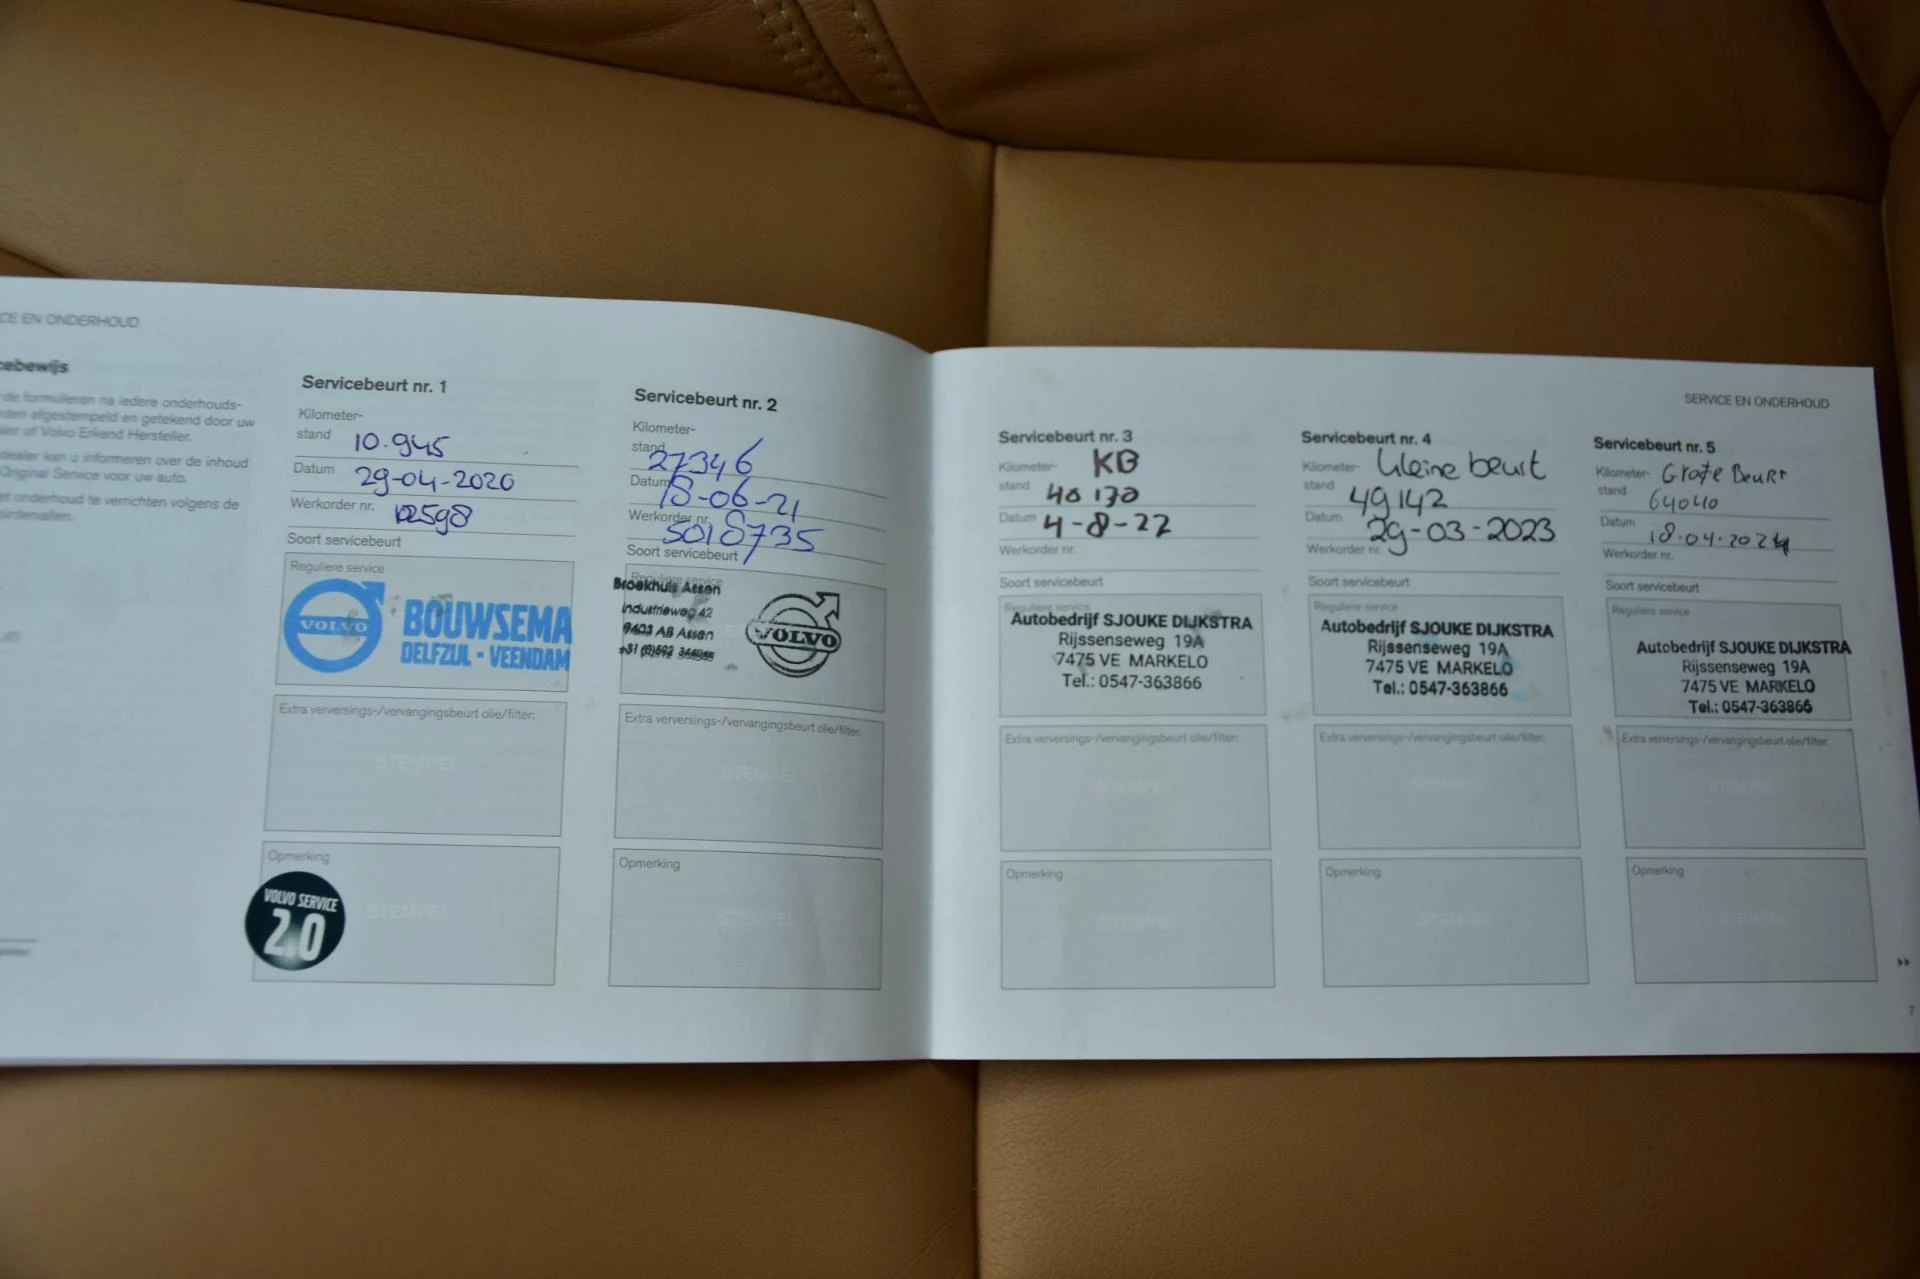 CE EN ONDERHOUD
cebewijs
de formulieren na iedere onderhouds-
den afgestempeld en getekend door uw
aler of Volvo Erkend Hersteller.
dealer kan u informeren over de inhoud
Original Service voor uw auto.
et onderhoud te verrichten volgens de
intervallen.
Servicebeurt nr. 1
Kilometer-
stand 10.945
Datum 29-04-2020
Werkorder nr. 02598
Soort servicebeurt
Reguliere service
VOLVO
BOUWSEMA
DELFZIJL - VEENDAM
Extra verversings-/vervangingsbeurt olie/filter:
STEMPEL
Opmerking
VOLVO SERVICE
2.0
STEMPEL
Servicebeurt nr. 2
Kilometer-
stand 27346
Datum 18-06-21
Werkorder nr. 5018735
Soort servicebeurt
Reguliere service
Broekhuis Assen
Industrieweg 42
9403 AB Assen
VOLVO
Extra verversings-/vervangingsbeurt olie/filter:
STEMPEL
Opmerking
STEMPEL
SERVICE EN ONDERHOUD
Servicebeurt nr. 3
Kilometer- KB
stand 40170
Datum 4-8-22
Werkorder nr.
Soort servicebeurt
Reguliere service
Autobedrijf SJOUKE DIJKSTRA
Rijssenseweg 19A
7475 VE MARKELO
Tel.: 0547-363866
Extra verversings-/vervangingsbeurt olie/filter:
STEMPEL
Opmerking
STEMPEL
Servicebeurt nr. 4
Kilometer- kleine beurt
stand 49142
Datum 29-03-2023
Werkorder nr.
Soort servicebeurt
Reguliere service
Autobedrijf SJOUKE DIJKSTRA
Rijssenseweg 19A
7475 VE MARKELO
Tel.: 0547-363866
Extra verversings-/vervangingsbeurt olie/filter:
STEMPEL
Opmerking
STEMPEL
Servicebeurt nr. 5
Kilometer- Grote Beurt
stand 64040
Datum 18.04.2024
Werkorder nr.
Soort servicebeurt
Reguliere service
Autobedrijf SJOUKE DIJKSTRA
Rijssenseweg 19A
7475 VE MARKELO
Tel.: 0547-363866
Extra verversings-/vervangingsbeurt olie/filter:
STEMPEL
Opmerking
STEMPEL
7